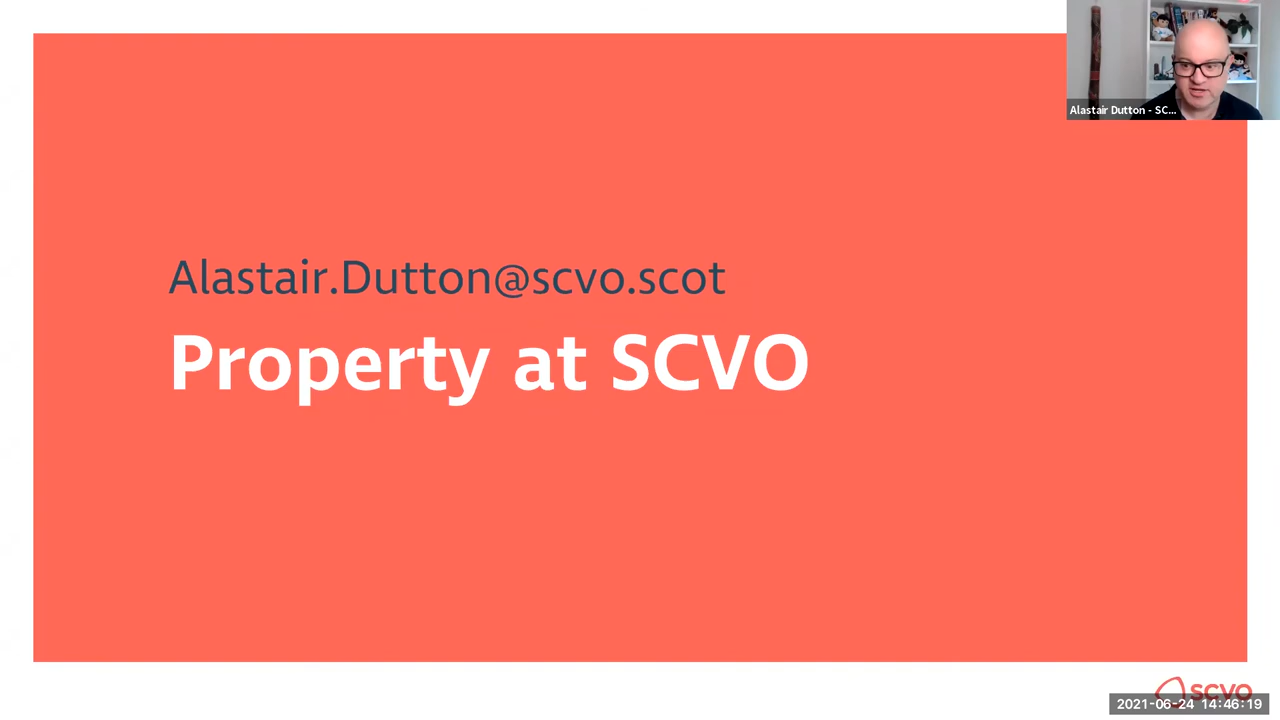 Alastair Dutton - SC...
Alastair.Dutton@scvo.scot
Property at SCVO
scvo
2021-06-24 14:46:19